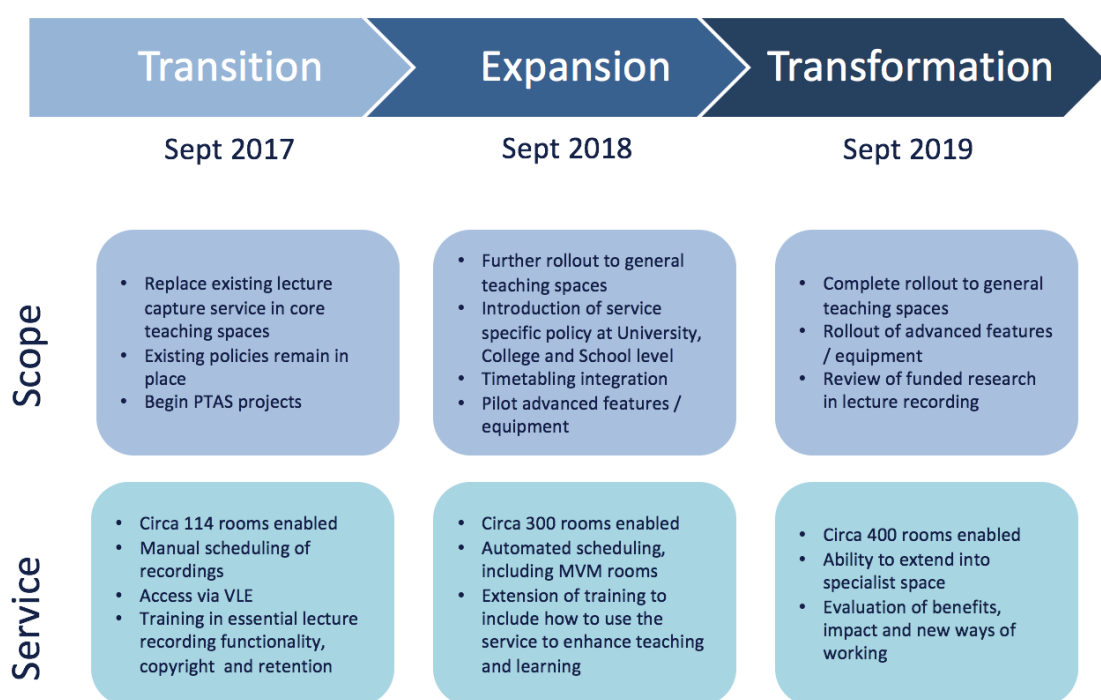 Transition
Expansion
Transformation
Sept 2017
Sept 2018
Sept 2019
Scope
• Replace existing lecture
capture service in core
teaching spaces
• Existing policies remain in
place
• Begin PTAS projects
• Further rollout to general
teaching spaces
• Introduction of service
specific policy at University,
College and School level
• Timetabling integration
• Pilot advanced features /
equipment
• Complete rollout to general
teaching spaces
• Rollout of advanced features
/ equipment
• Review of funded research
in lecture recording
Service
• Circa 114 rooms enabled
• Manual scheduling of
recordings
• Access via VLE
• Training in essential lecture
recording functionality,
copyright and retention
• Circa 300 rooms enabled
• Automated scheduling,
including MVM rooms
• Extension of training to
include how to use the
service to enhance teaching
and learning
• Circa 400 rooms enabled
• Ability to extend into
specialist space
• Evaluation of benefits,
impact and new ways of
working